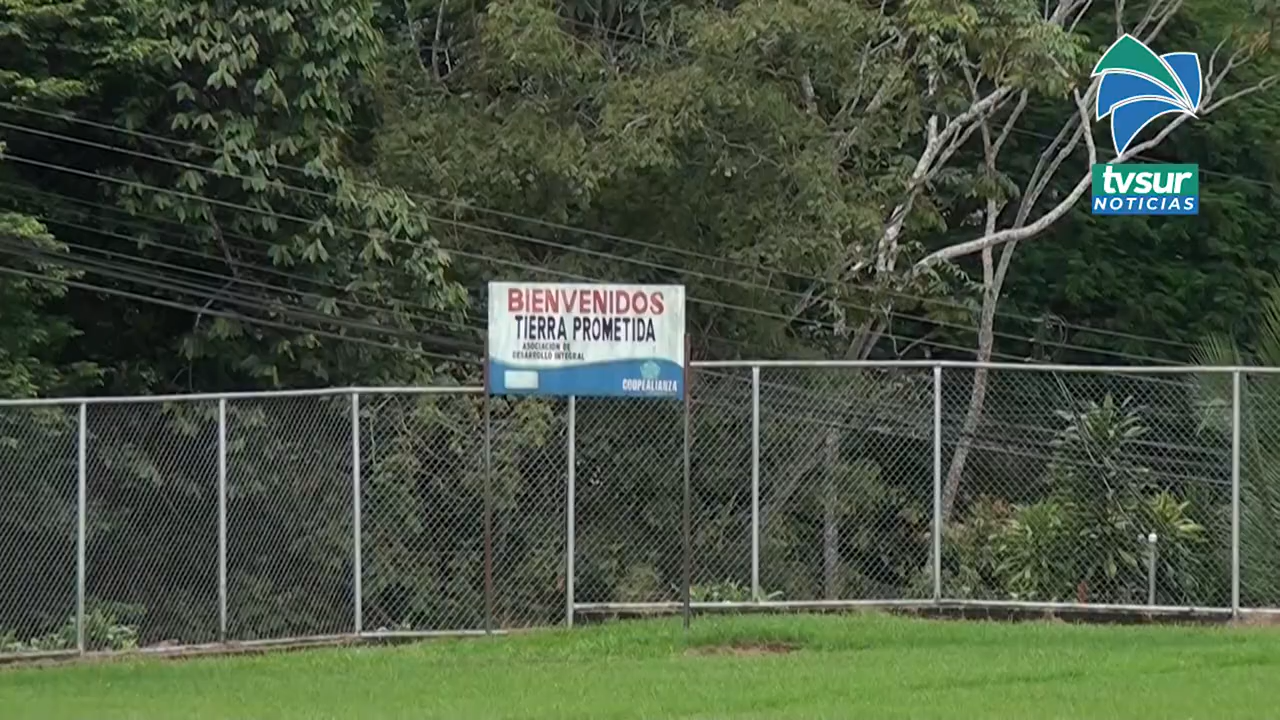 tvsur
NOTICIAS
BIENVENIDOS
TIERRA PROMETIDA
ASOCIACION DE
DESARROLLO INTEGRAL
COOPEALIANZA